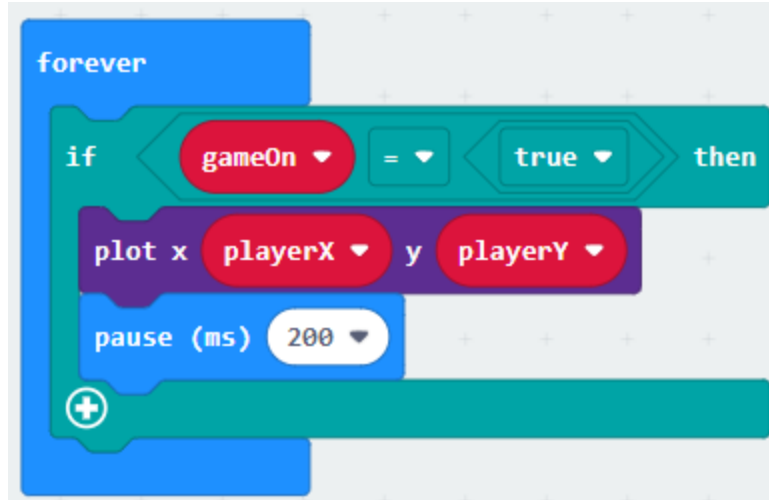 forever
if gameOn = true then
plot x playerX y playerY
pause (ms) 200